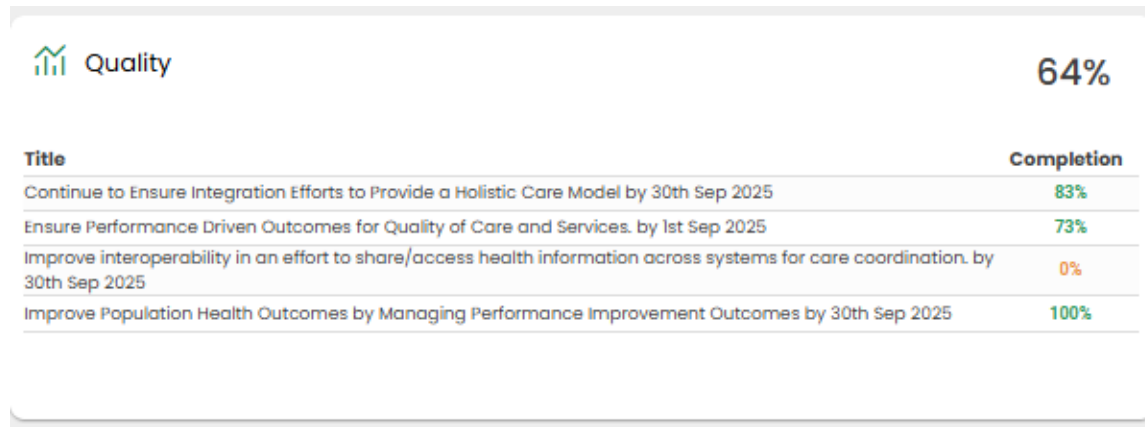 Quality
64%
Title Completion
Continue to Ensure Integration Efforts to Provide a Holistic Care Model by 30th Sep 2025 83%
Ensure Performance Driven Outcomes for Quality of Care and Services. by 1st Sep 2025 73%
Improve interoperability in an effort to share/access health information across systems for care coordination. by
30th Sep 2025 0%
Improve Population Health Outcomes by Managing Performance Improvement Outcomes by 30th Sep 2025 100%